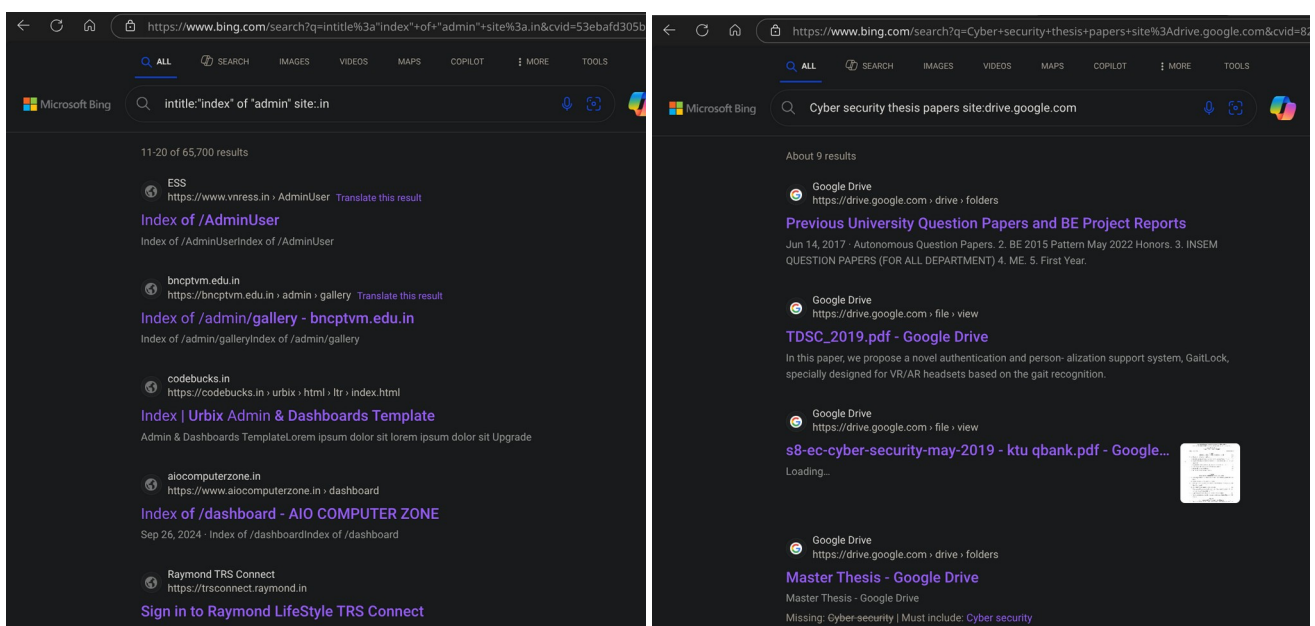 https://www.bing.com/search?q=intitle%3a"index"+of+"admin"+site%3a.in&cvid=53ebafd305b
ALL SEARCH IMAGES VIDEOS MAPS COPILOT MORE TOOLS
Microsoft Bing intitle:"index" of "admin" site:.in
11-20 of 65,700 results
ESS
https://www.vnress.in › AdminUser Translate this result
Index of /AdminUser
Index of /AdminUserIndex of /AdminUser
bncptvm.edu.in
https://bncptvm.edu.in › admin › gallery Translate this result
Index of /admin/gallery - bncptvm.edu.in
Index of /admin/galleryIndex of /admin/gallery
codebucks.in
https://codebucks.in › urbix › html › ltr › index.html
Index | Urbix Admin & Dashboards Template
Admin & Dashboards TemplateLorem ipsum dolor sit lorem ipsum dolor sit Upgrade
aiocomputerzone.in
https://www.aiocomputerzone.in › dashboard
Index of /dashboard - AIO COMPUTER ZONE
Sep 26, 2024 · Index of /dashboardIndex of /dashboard
Raymond TRS Connect
https://trsconnect.raymond.in
Sign in to Raymond LifeStyle TRS Connect
https://www.bing.com/search?q=Cyber+security+thesis+papers+site%3Adrive.google.com&cvid=82
ALL SEARCH IMAGES VIDEOS MAPS COPILOT MORE TOOLS
Microsoft Bing Cyber security thesis papers site:drive.google.com
About 9 results
Google Drive
https://drive.google.com › drive › folders
Previous University Question Papers and BE Project Reports
Jun 14, 2017 · Autonomous Question Papers. 2. BE 2015 Pattern May 2022 Honors. 3. INSEM
QUESTION PAPERS (FOR ALL DEPARTMENT) 4. ME. 5. First Year.
Google Drive
https://drive.google.com › file › view
TDSC_2019.pdf - Google Drive
In this paper, we propose a novel authentication and person- alization support system, GaitLock,
specially designed for VR/AR headsets based on the gait recognition.
Google Drive
https://drive.google.com › file › view
s8-ec-cyber-security-may-2019 - ktu qbank.pdf - Google...
Loading…
Google Drive
https://drive.google.com › drive › folders
Master Thesis - Google Drive
Master Thesis - Google Drive
Missing: Cyber security | Must include: Cyber security